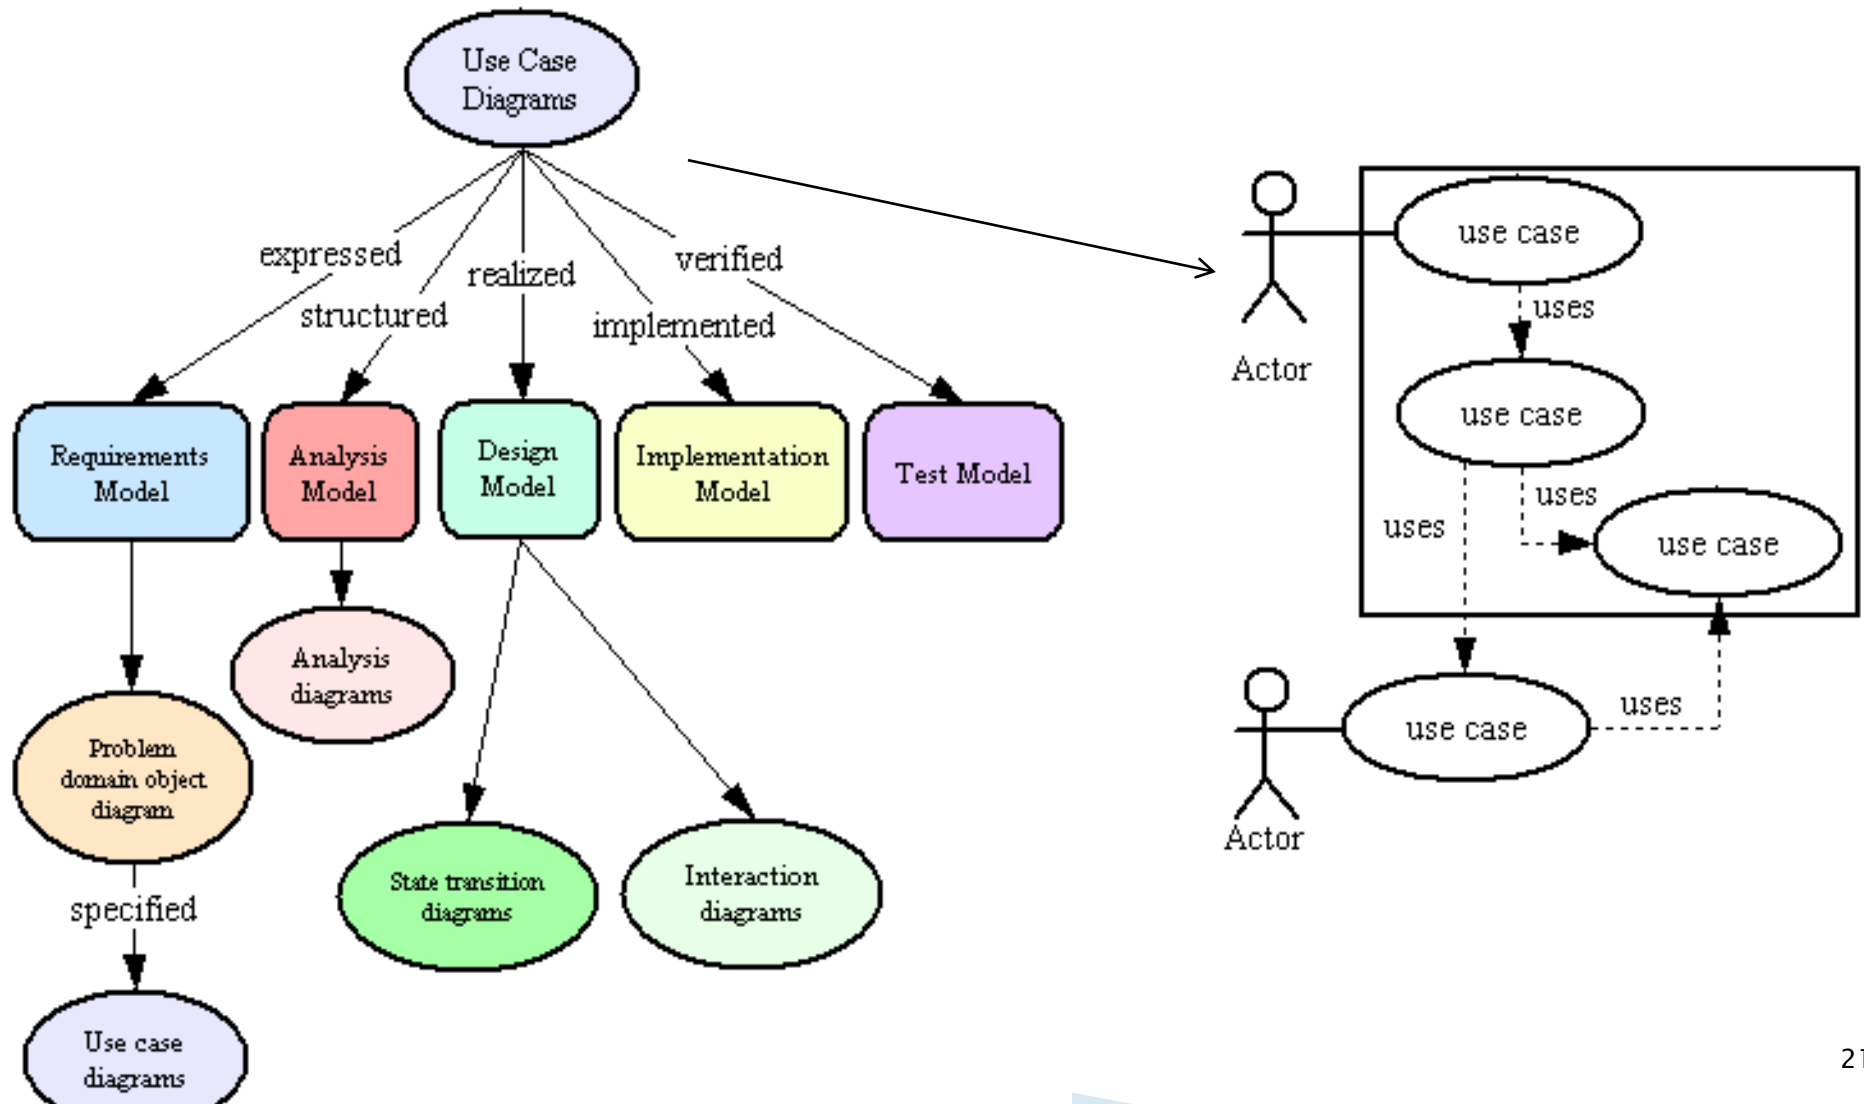 Use Case
Diagrams
expressed
structured
realized
implemented
verified
Requirements
Model
Analysis
Model
Design
Model
Implementation
Model
Test Model
Analysis
diagrams
Problem
domain object
diagram
specified
Use case
diagrams
State transition
diagrams
Interaction
diagrams
Actor
use case
uses
use case
uses
uses
use case
Actor
use case
uses
21